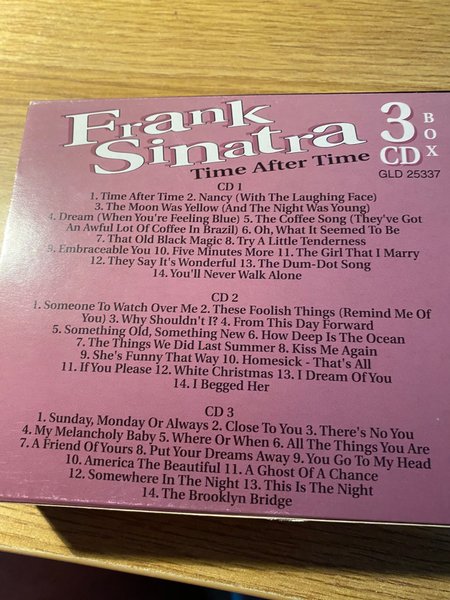 Frank
Sinatra
Time After Time
3
CD
BOX
GLD 25337
CD 1
1. Time After Time 2. Nancy (With The Laughing Face)
3. The Moon Was Yellow (And The Night Was Young)
4. Dream (When You're Feeling Blue) 5. The Coffee Song (They've Got
An Awful Lot Of Coffee In Brazil) 6. Oh, What It Seemed To Be
7. That Old Black Magic 8. Try A Little Tenderness
9. Embraceable You 10. Five Minutes More 11. The Girl That I Marry
12. They Say It's Wonderful 13. The Dum-Dot Song
14. You'll Never Walk Alone
CD 2
1. Someone To Watch Over Me 2. These Foolish Things (Remind Me Of
You) 3. Why Shouldn't I? 4. From This Day Forward
5. Something Old, Something New 6. How Deep Is The Ocean
7. The Things We Did Last Summer 8. Kiss Me Again
9. She's Funny That Way 10. Homesick - That's All
11. If You Please 12. White Christmas 13. I Dream Of You
14. I Begged Her
CD 3
1. Sunday, Monday Or Always 2. Close To You 3. There's No You
4. My Melancholy Baby 5. Where Or When 6. All The Things You Are
7. A Friend Of Yours 8. Put Your Dreams Away 9. You Go To My Head
10. America The Beautiful 11. A Ghost Of A Chance
12. Somewhere In The Night 13. This Is The Night
14. The Brooklyn Bridge